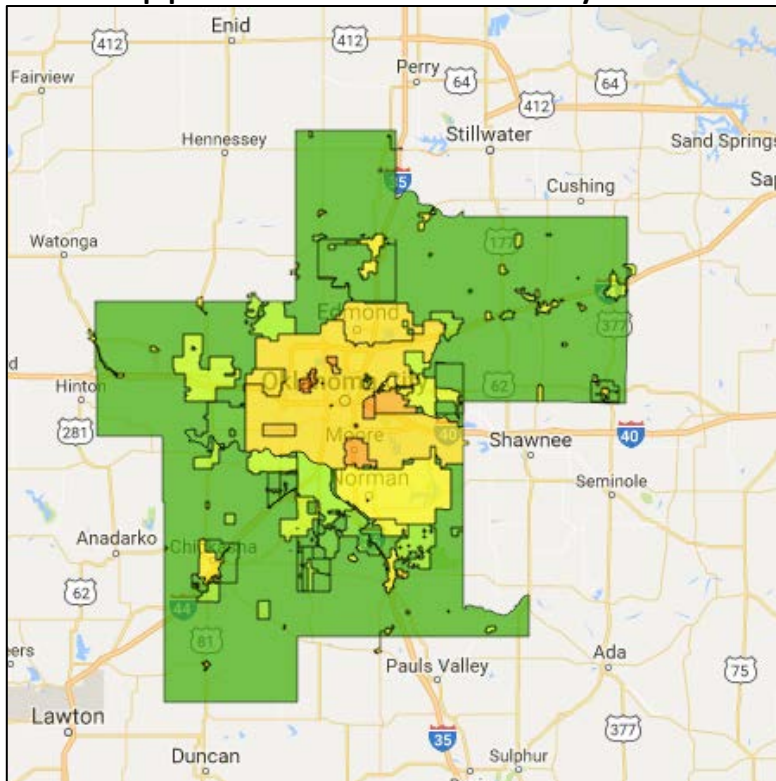 412
Enid
412
Fairview
Perry
64
64
412
Hennessey
Stillwater
Sand Springs
35
Cushing
Sap
Watonga
177
Edmond
377
Hinton
Oklahoma City
62
281
Moore
40
Shawnee
40
Norman
Seminole
Anadarko
Chickasha
62
44
81
Ada
Pauls Valley
75
Lawton
35
377
Duncan
Sulphur